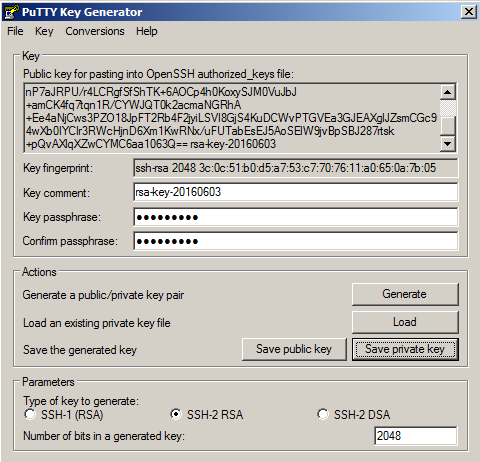 PuTTY Key Generator
File Key Conversions Help
Key
Public key for pasting into OpenSSH authorized_keys file:
nP7aJRPU/r4LCRgfSfShTK+6AOCp4h0KoxySJM0VuJbJ
+amCK4fq7tqn1R/CYWJQT0k2acmaNGRhA
+Ee4aNjCws3PZO18JpFT2Rb4F2jyiLSVl8GjS4KuDCWvPTGVEa3GJEAXglJZsmCGc9
4wXb0IYClr3RWcHjnD6Xm1KwRNx/uFUTabEsEJ5AoSElW9jvBpSBJ287rtsk
+pQvAXlqXZwCYMC6aa1063Q== rsa-key-20160603
Key fingerprint: ssh-rsa 2048 3c:0c:51:b0:d5:a7:53:c7:70:76:11:a0:65:0a:7b:05
Key comment: rsa-key-20160603
Key passphrase: ●●●●●●●●●
Confirm passphrase: ●●●●●●●●●
Actions
Generate a public/private key pair Generate
Load an existing private key file Load
Save the generated key Save public key Save private key
Parameters
Type of key to generate:
SSH-1 (RSA) SSH-2 RSA SSH-2 DSA
Number of bits in a generated key: 2048